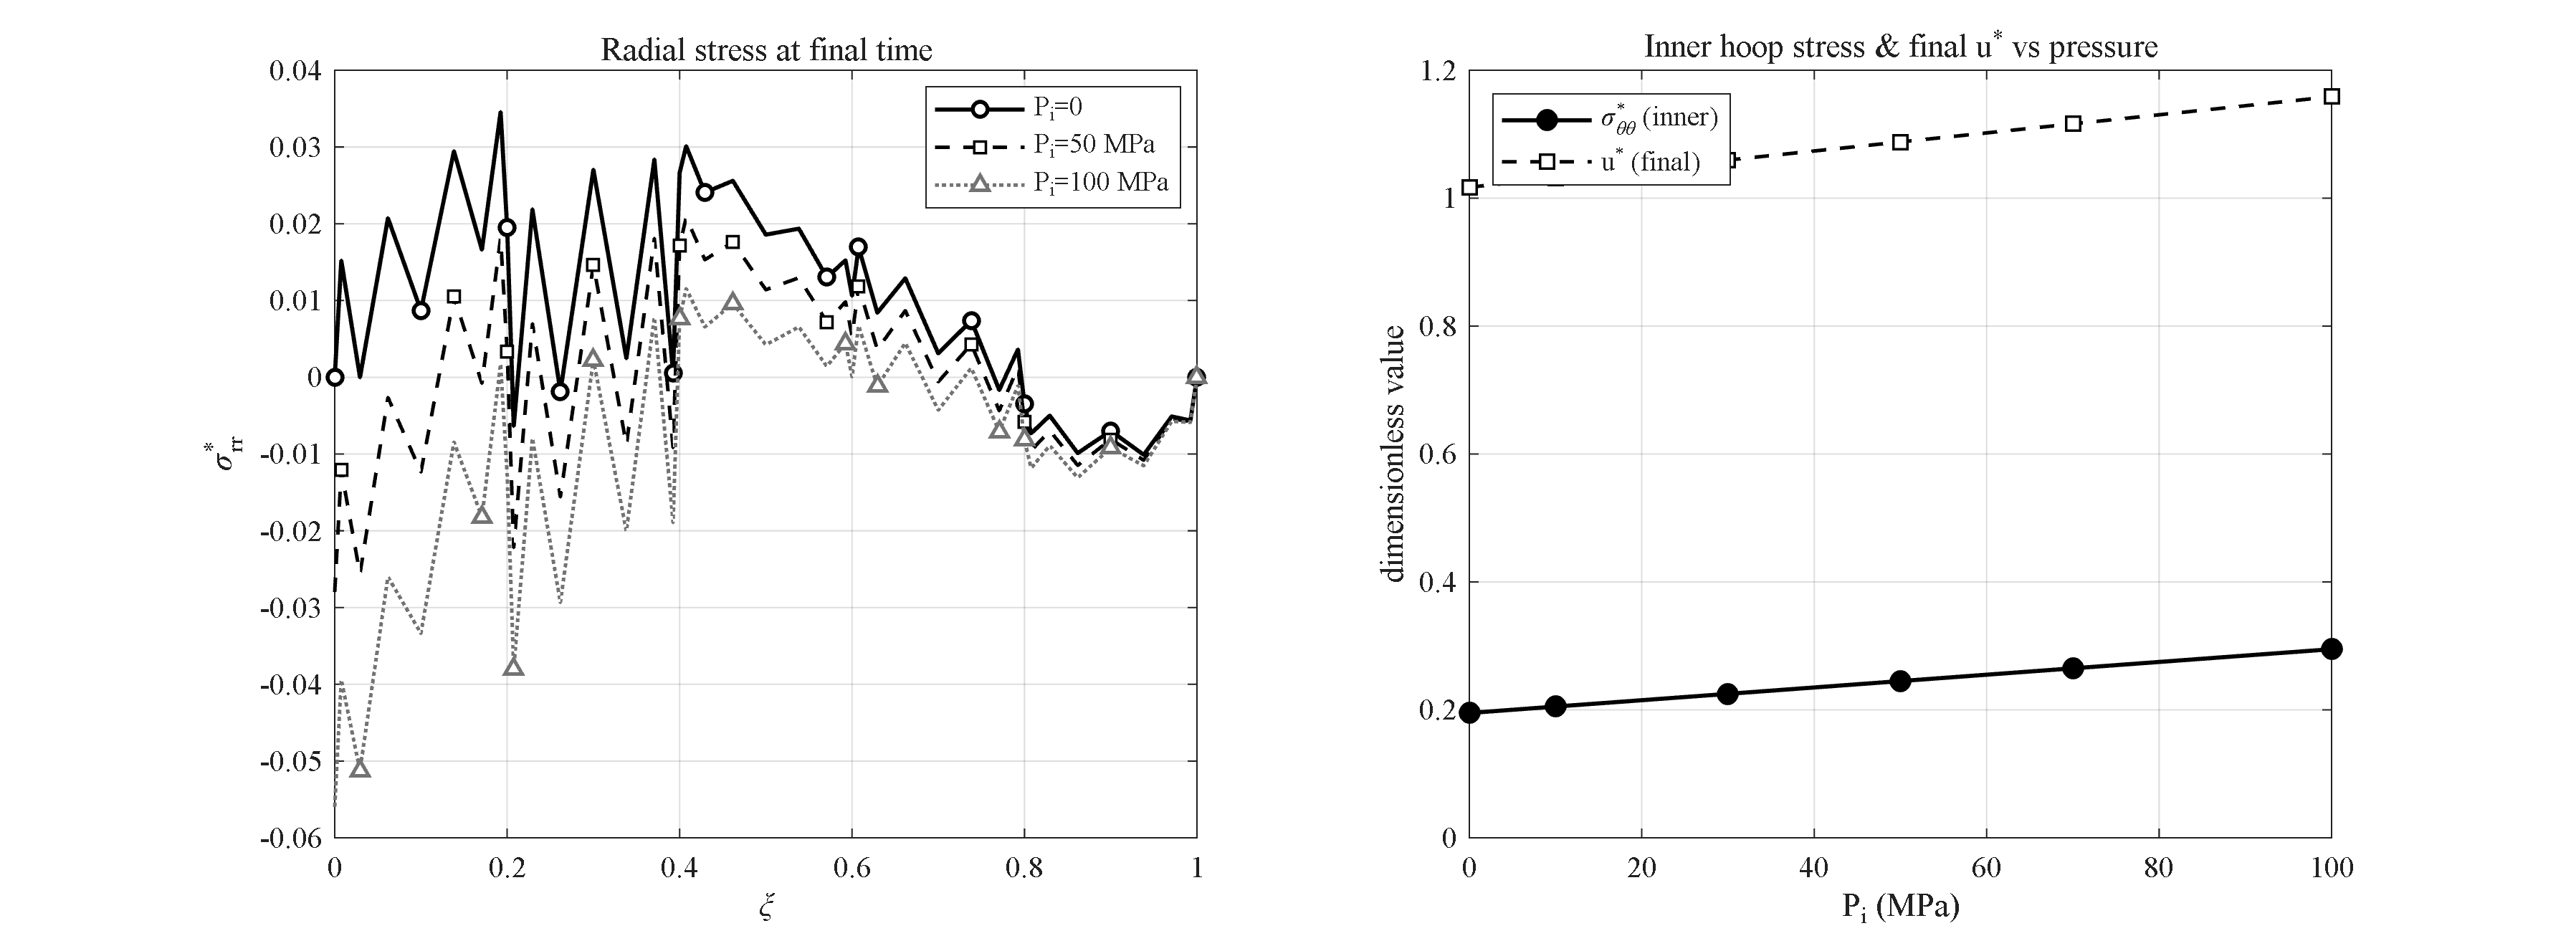 Radial stress at final time
0.04
0.03
0.02
0.01
0
-0.01
-0.02
-0.03
-0.04
-0.05
-0.06
σ*rr
0 0.2 0.4 0.6 0.8 1
ξ
Pi=0
Pi=50 MPa
Pi=100 MPa
Inner hoop stress & final u* vs pressure
1.2
1
0.8
0.6
0.4
0.2
0
dimensionless value
0 20 40 60 80 100
Pi (MPa)
σ*θθ (inner)
u* (final)